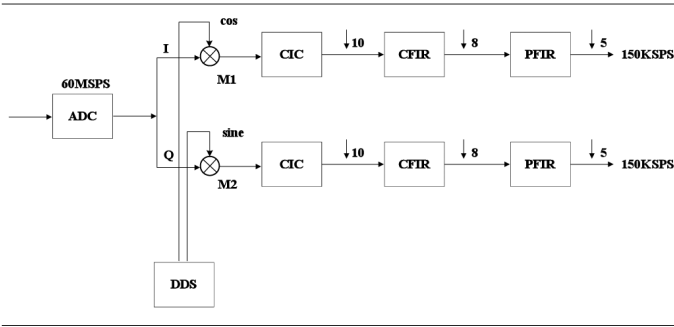 cos
I
10
8
5
CIC
CFIR
PFIR
150KSPS
M1
60MSPS
ADC
sine
Q
10
8
5
CIC
CFIR
PFIR
150KSPS
M2
DDS